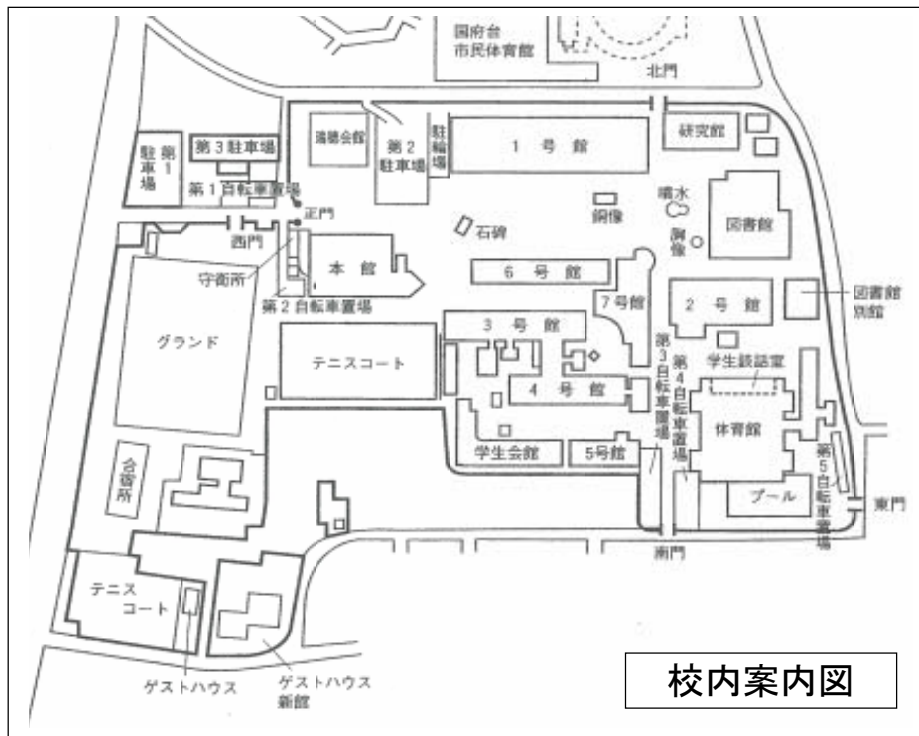 国府台
市民体育館
北門
鴻穂会館
第2
駐車場
駐輪場
1号館
研究館
第1
駐車場
第3駐車場
第1自転車置場
正門
西門
守衛所
本館
第2自転車置場
石碑
銅像
噴水
胸像
図書館
図書館
別館
6号館
7号館
2号館
グランド
テニスコート
3号館
4号館
第3自転車置場
第4自転車置場
学生談話室
体育館
学生会館
5号館
プール
第5自転車置場
東門
南門
合宿所
テニス
コート
ゲストハウス
ゲストハウス
新館
校内案内図